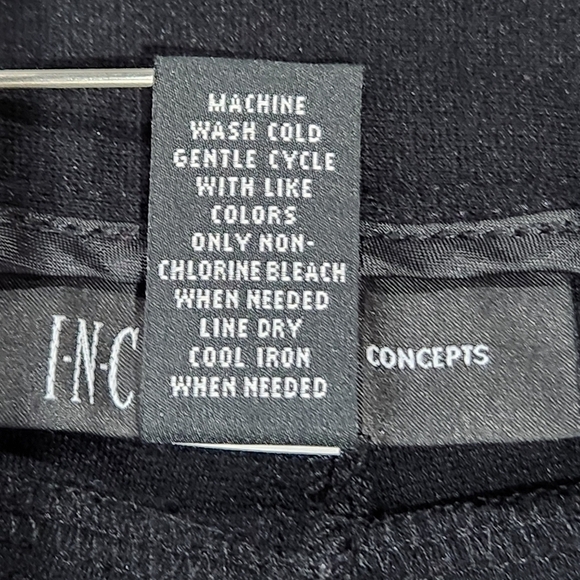 MACHINE
WASH COLD
GENTLE CYCLE
WITH LIKE
COLORS
ONLY NON-
CHLORINE BLEACH
WHEN NEEDED
LINE DRY
COOL IRON
WHEN NEEDED
I·N·C
CONCEPTS